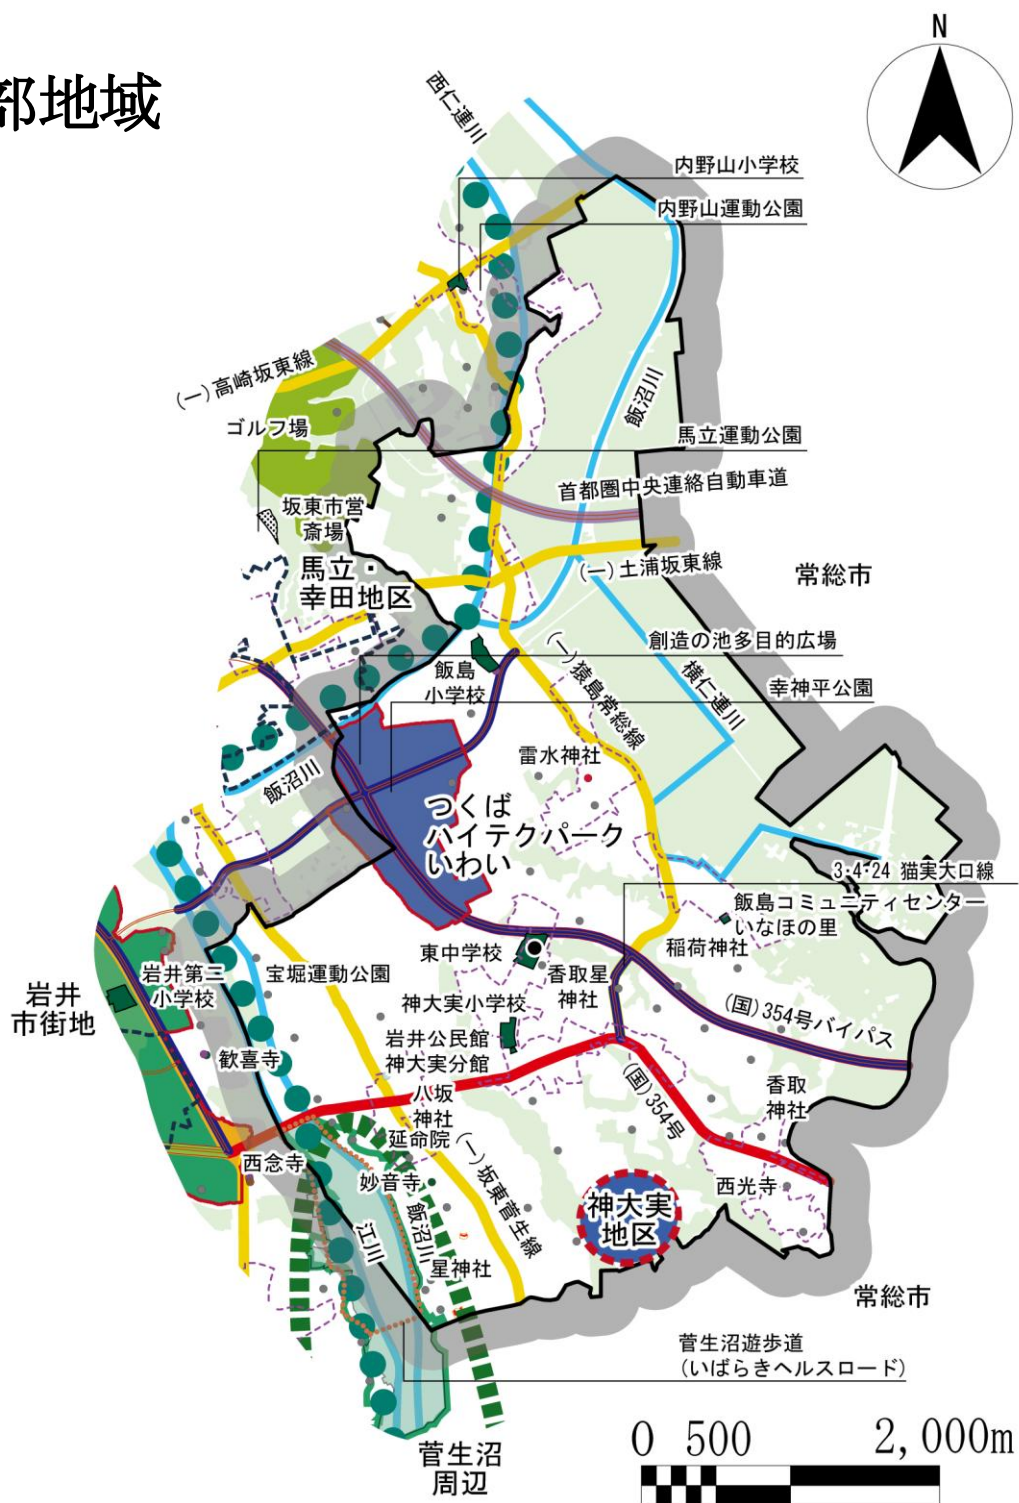 N
部地域
西仁連川
内野山小学校
内野山運動公園
(一)高崎坂東線
ゴルフ場
飯沼川
馬立運動公園
首都圏中央連絡自動車道
坂東市営
斎場
馬立・
幸田地区
(一)土浦坂東線
常総市
創造の池多目的広場
飯島
小学校
(一)猿島常総線
横仁連川
幸神平公園
雷水神社
飯沼川
つくば
ハイテクパーク
いわい
3・4・24 猫実大口線
飯島コミュニティセンター
いなほの里
稲荷神社
東中学校
香取星
神社
岩井第二
小学校
宝堀運動公園
岩井
市街地
神大実小学校
(国)354号バイパス
岩井公民館
神大実分館
歓喜寺
八坂
神社
(国)354号
香取
神社
延命院
西念寺
妙音寺
(一)坂東菅生線
西光寺
神大実
地区
飯沼川
江川
星神社
常総市
菅生沼遊歩道
(いばらきヘルスロード)
菅生沼
周辺
0 500 2,000m